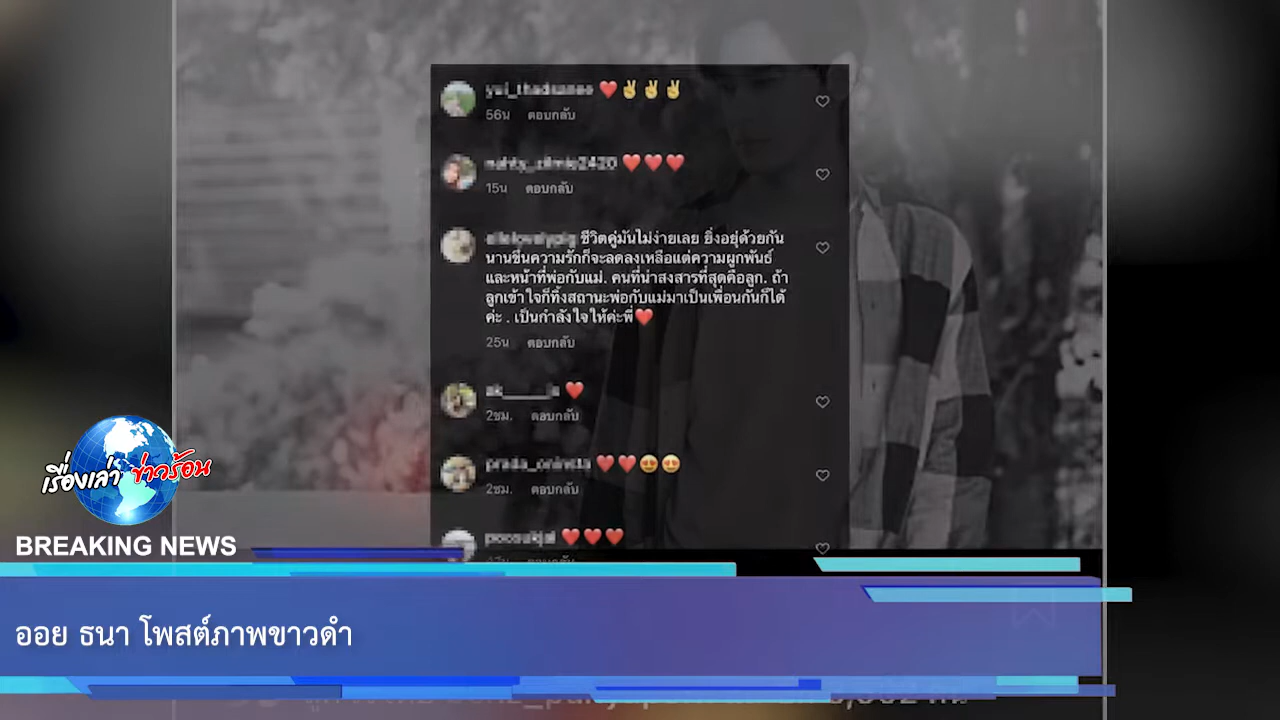 56น ตอบกลับ
15น ตอบกลับ
ชีวิตคู่มันไม่ง่ายเลย ยิ่งอยู่ด้วยกัน
นานขึ้นความรักก็จะลดลงเหลือแต่ความผูกพันธ์
และหน้าที่พ่อกับแม่. คนที่น่าสงสารที่สุดคือลูก. ถ้า
ลูกเข้าใจก็ทิ้งสถานะพ่อกับแม่มาเป็นเพื่อนกันก็ได้
ค่ะ . เป็นกำลังใจให้ค่ะพี่❤️
25น ตอบกลับ
2ชม. ตอบกลับ
prada_oninsta ❤️❤️😍😍
2ชม. ตอบกลับ
เรื่องเล่า ข่าวร้อน
BREAKING NEWS
ออย ธนา โพสต์ภาพขาวดำ